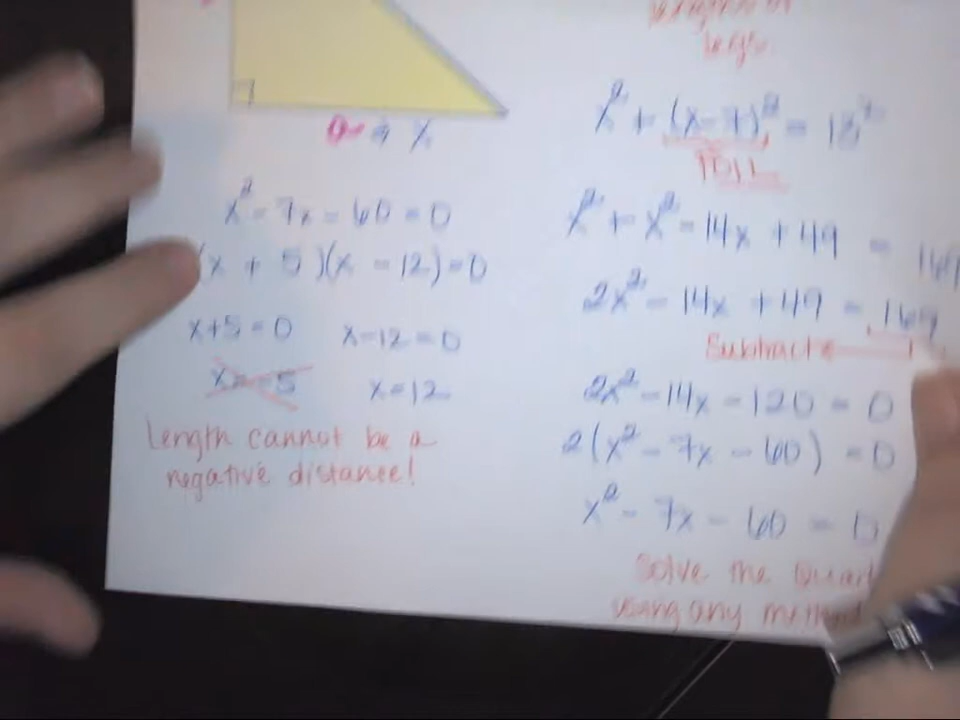 a = x
x² - 7x - 60 = 0
(x + 5)(x - 12) = 0
x+5 = 0 x-12 = 0
x = -5 x = 12
Length cannot be a
negative distance!
legs.
x² + (x-7)² = 13²
FOIL
x² + x² - 14x + 49 = 169
2x² - 14x + 49 = 169
Subtract
2x² - 14x - 120 = 0
2(x² - 7x - 60) = 0
x² - 7x - 60 = 0
Solve the
using any method